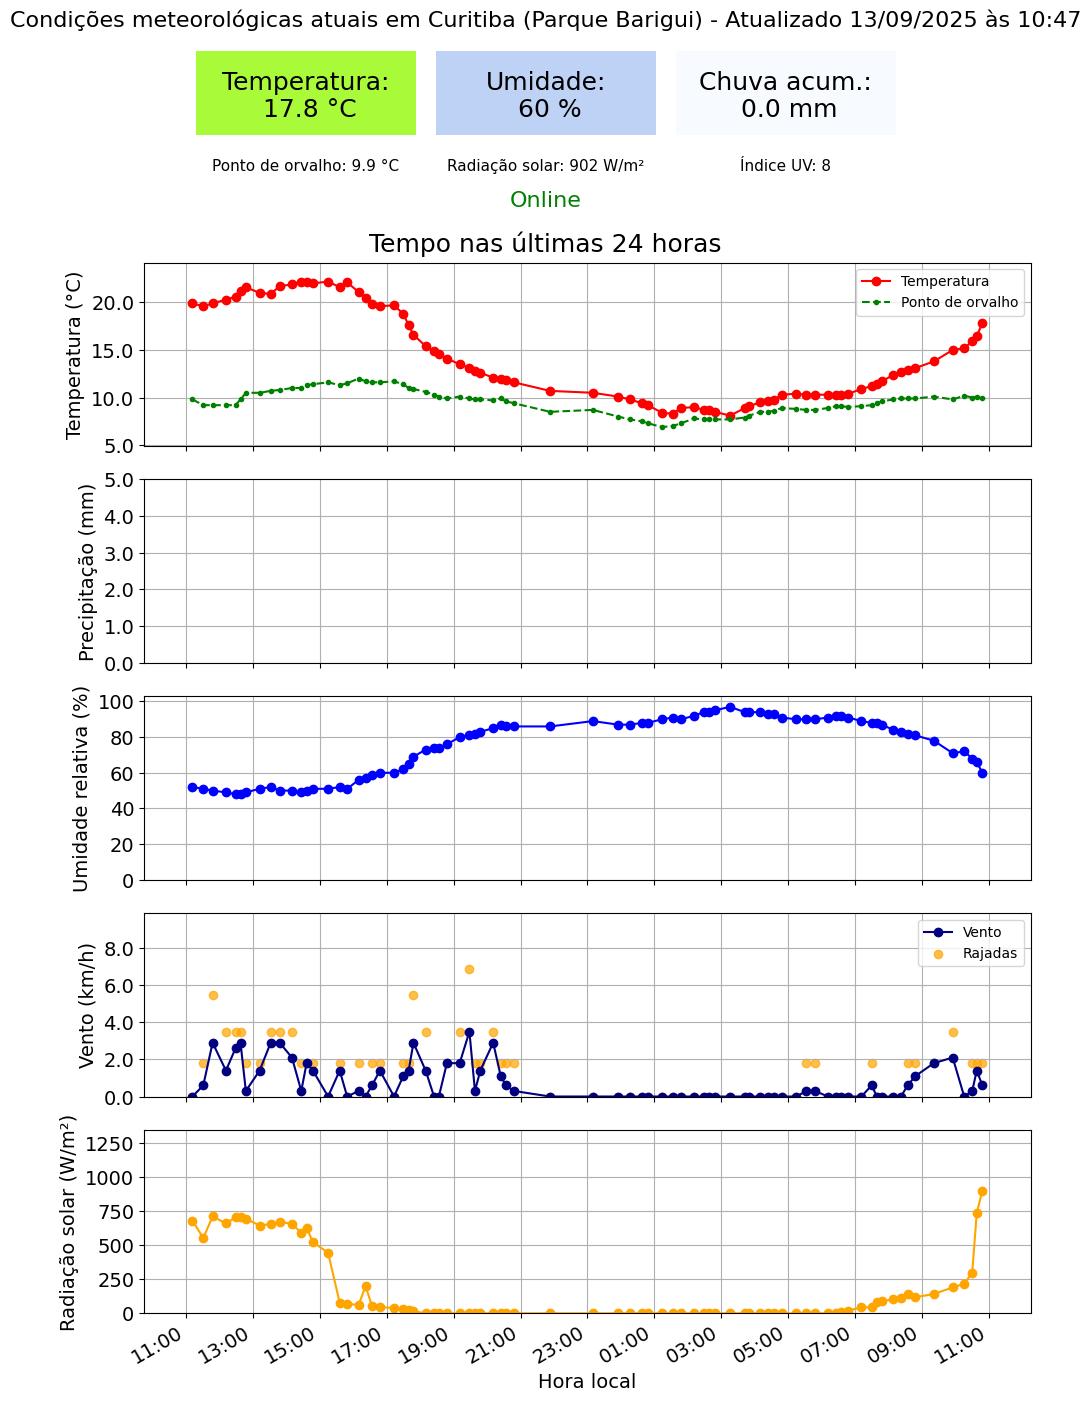 Condições meteorológicas atuais em Curitiba (Parque Barigui) - Atualizado 13/09/2025 às 10:47
Temperatura:
17.8 °C
Umidade:
60 %
Chuva acum.:
0.0 mm
Ponto de orvalho: 9.9 °C
Radiação solar: 902 W/m²
Índice UV: 8
Online
Tempo nas últimas 24 horas
Temperatura (°C)
20.0
15.0
10.0
5.0
Temperatura
Ponto de orvalho
Precipitação (mm)
5.0
4.0
3.0
2.0
1.0
0.0
Umidade relativa (%)
100
80
60
40
20
0
Vento (km/h)
8.0
6.0
4.0
2.0
0.0
Vento
Rajadas
Radiação solar (W/m²)
1250
1000
750
500
250
0
11:00
13:00
15:00
17:00
19:00
21:00
23:00
01:00
03:00
05:00
07:00
09:00
11:00
Hora local